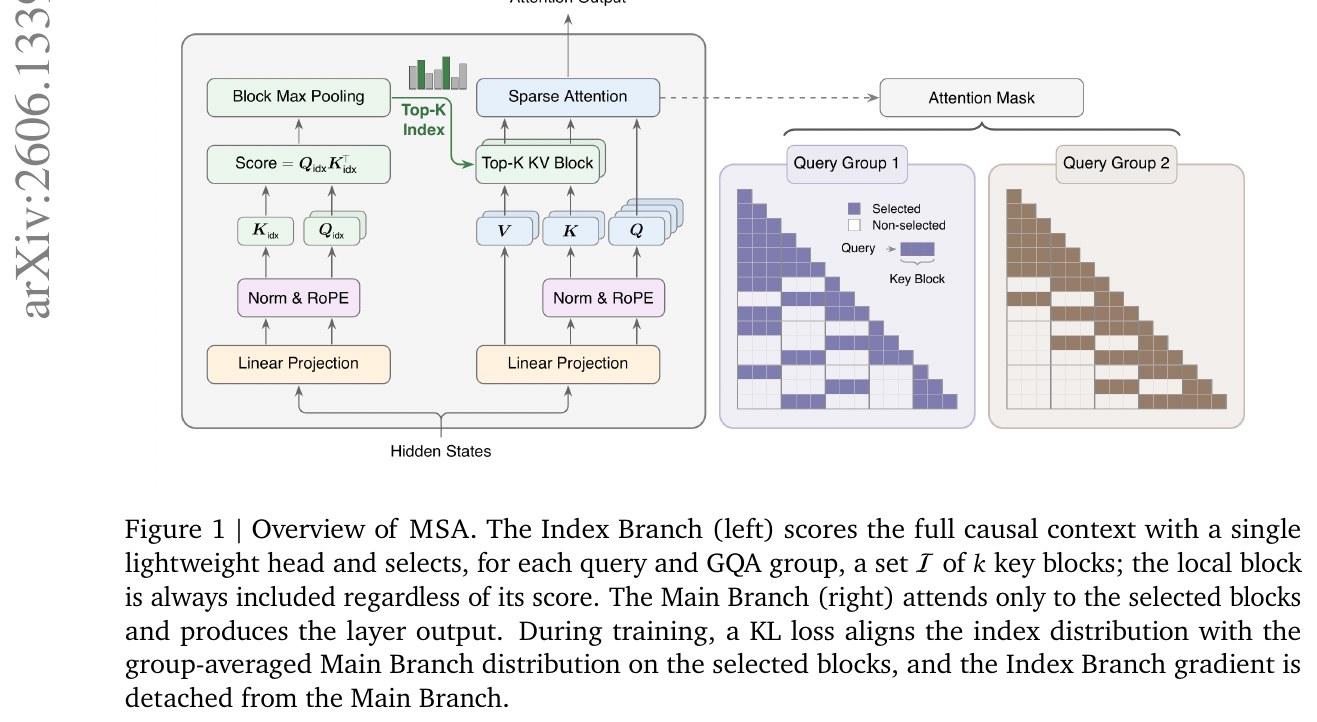 arXiv:2606.1339
Attention Output
Block Max Pooling
Top-K
Index
Sparse Attention
Attention Mask
Score = Q_idx K_idx^⊤
Top-K KV Block
Query Group 1
Query Group 2
K_idx
Q_idx
V
K
Q
Selected
Non-selected
Query
Key Block
Norm & RoPE
Norm & RoPE
Linear Projection
Linear Projection
Hidden States
Figure 1 | Overview of MSA. The Index Branch (left) scores the full causal context with a single
lightweight head and selects, for each query and GQA group, a set I of k key blocks; the local block
is always included regardless of its score. The Main Branch (right) attends only to the selected blocks
and produces the layer output. During training, a KL loss aligns the index distribution with the
group-averaged Main Branch distribution on the selected blocks, and the Index Branch gradient is
detached from the Main Branch.